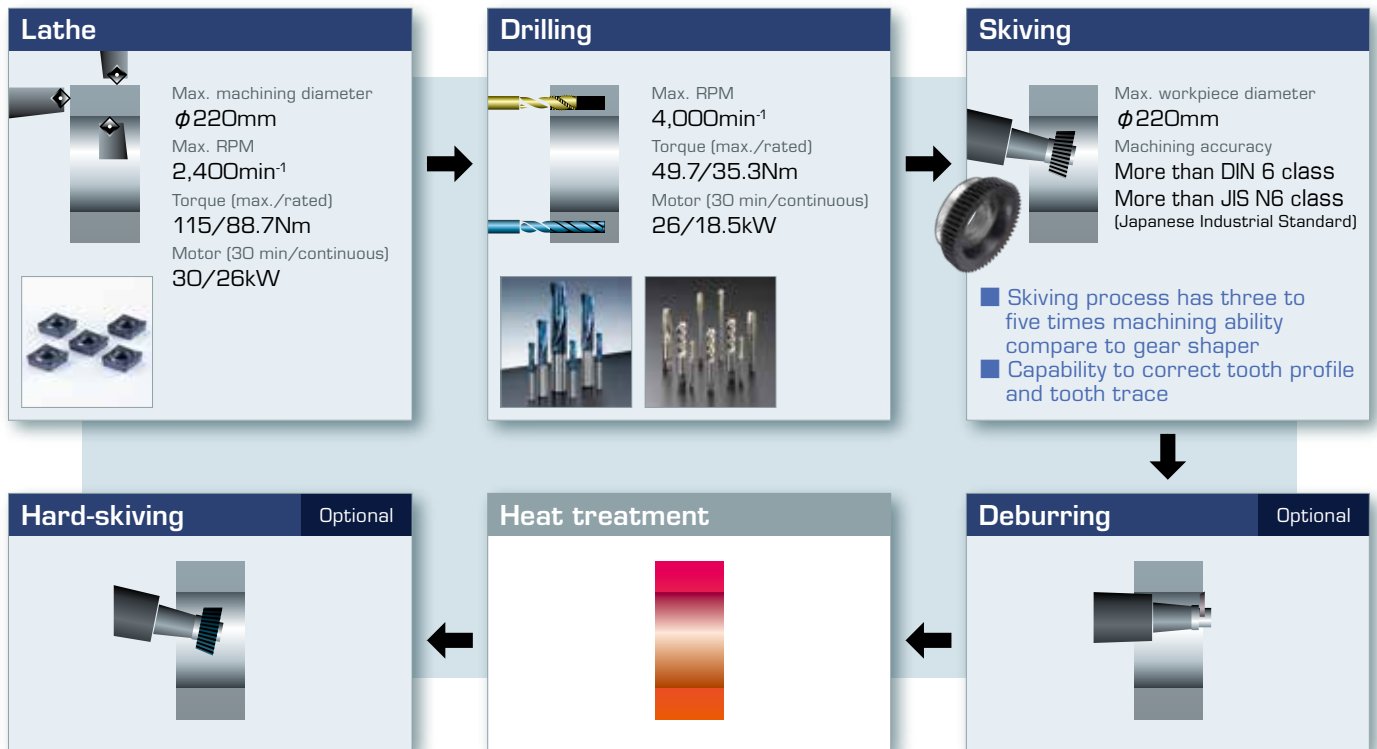 Lathe
Max. machining diameter
φ220mm
Max. RPM
2,400min⁻¹
Torque (max./rated)
115/88.7Nm
Motor (30 min/continuous)
30/26kW
Drilling
Max. RPM
4,000min⁻¹
Torque (max./rated)
49.7/35.3Nm
Motor (30 min/continuous)
26/18.5kW
Skiving
Max. workpiece diameter
φ220mm
Machining accuracy
More than DIN 6 class
More than JIS N6 class
(Japanese Industrial Standard)
■ Skiving process has three to
five times machining ability
compare to gear shaper
■ Capability to correct tooth profile
and tooth trace
Hard-skiving Optional
Heat treatment
Deburring Optional